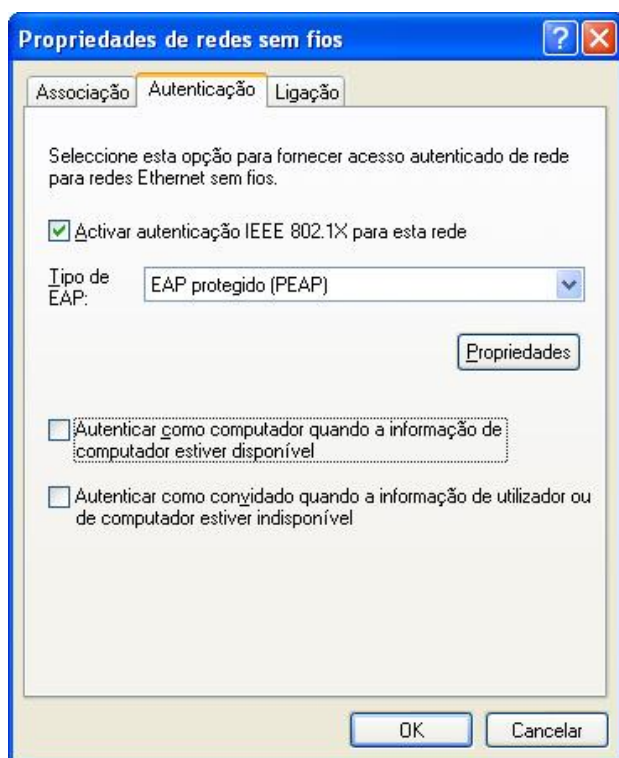 Propriedades de redes sem fios
Associação Autenticação Ligação
Seleccione esta opção para fornecer acesso autenticado de rede
para redes Ethernet sem fios.
Activar autenticação IEEE 802.1X para esta rede
Tipo de
EAP:
EAP protegido (PEAP)
Propriedades
Autenticar como computador quando a informação de
computador estiver disponível
Autenticar como convidado quando a informação de utilizador ou
de computador estiver indisponível
OK Cancelar